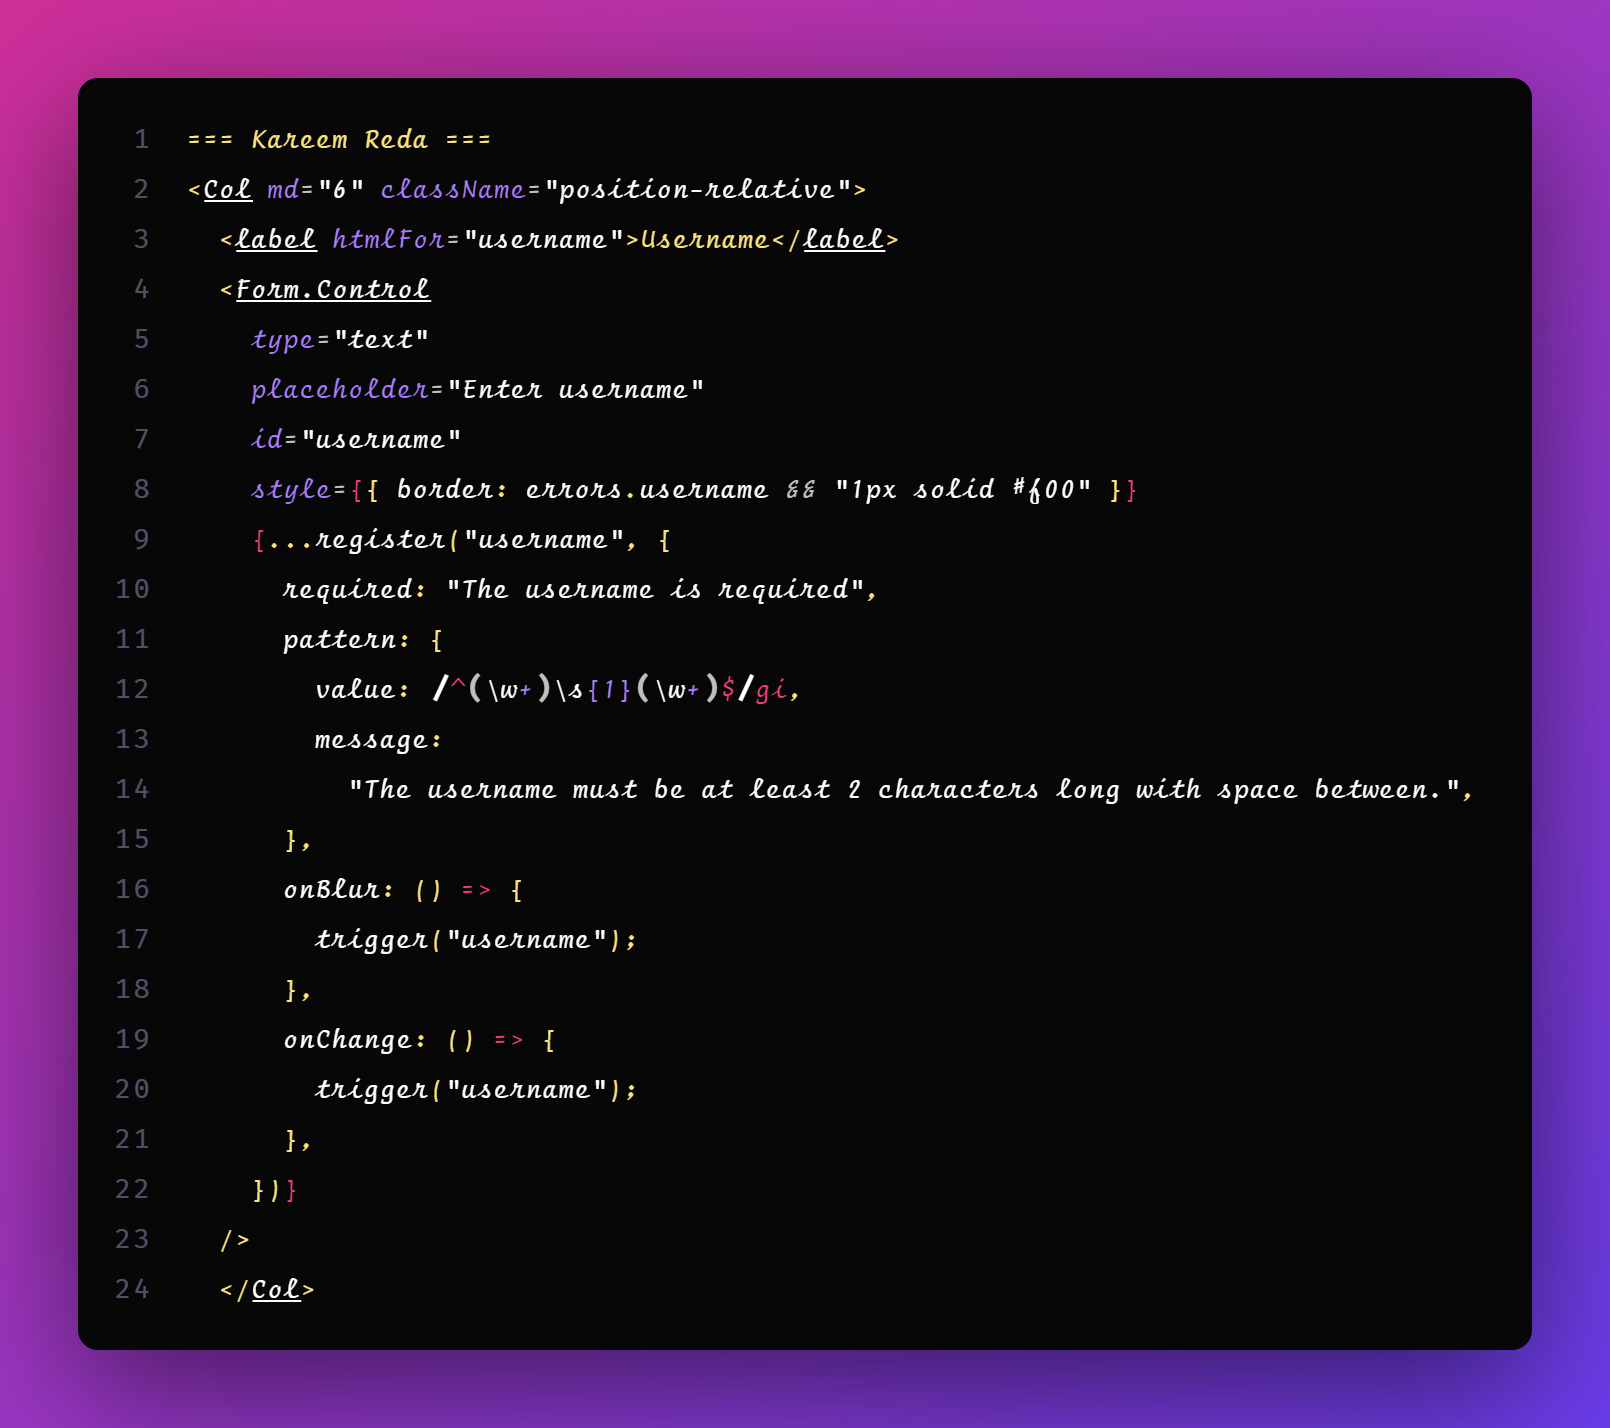 1 === Kareem Reda ===
2 <Col md="6" className="position-relative">
3   <label htmlFor="username">Username</label>
4   <Form.Control
5     type="text"
6     placeholder="Enter username"
7     id="username"
8     style={{ border: errors.username && "1px solid #f00" }}
9     {...register("username", {
10       required: "The username is required",
11       pattern: {
12         value: /^(\w+)\s{1}(\w+)$/gi,
13         message:
14           "The username must be at least 2 characters long with space between.",
15       },
16       onBlur: () => {
17         trigger("username");
18       },
19       onChange: () => {
20         trigger("username");
21       },
22     })}
23   />
24   </Col>